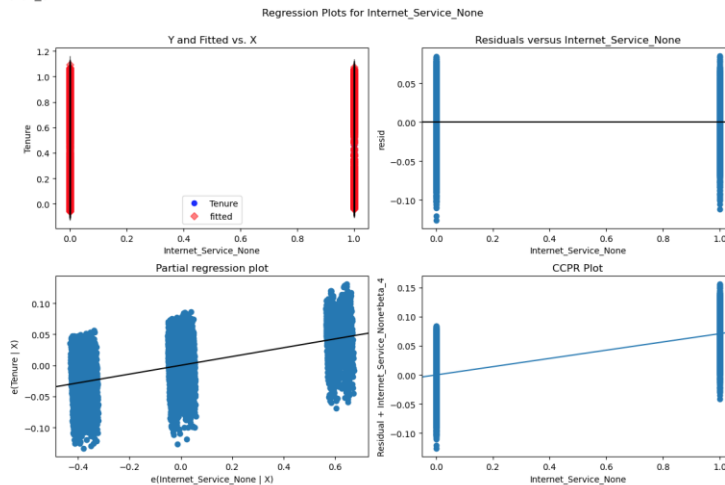 Regression Plots for Internet_Service_None
Y and Fitted vs. X
1.2
1.0
0.8
0.6
0.4
0.2
0.0
Tenure
Tenure
fitted
0.0 0.2 0.4 0.6 0.8 1.0
Internet_Service_None
Residuals versus Internet_Service_None
0.05
0.00
−0.05
−0.10
resid
0.0 0.2 0.4 0.6 0.8 1.0
Internet_Service_None
Partial regression plot
0.10
0.05
0.00
−0.05
−0.10
e(Tenure | X)
−0.4 −0.2 0.0 0.2 0.4 0.6
e(Internet_Service_None | X)
CCPR Plot
0.15
0.10
0.05
0.00
−0.05
−0.10
Residual + Internet_Service_None*beta_4
0.0 0.2 0.4 0.6 0.8 1.0
Internet_Service_None